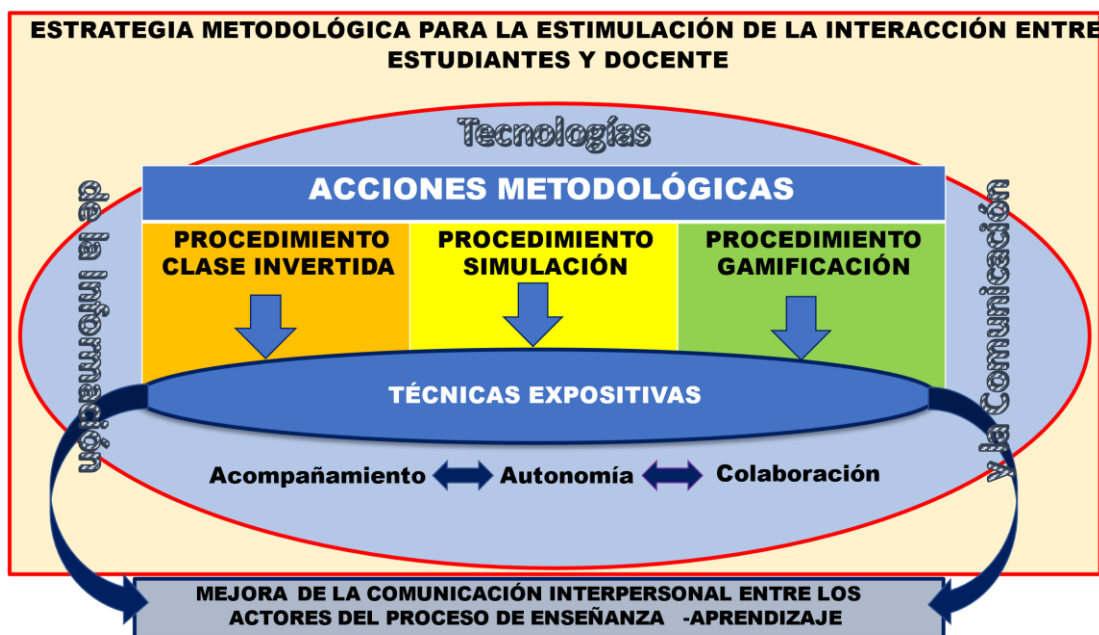 ESTRATEGIA METODOLÓGICA PARA LA ESTIMULACIÓN DE LA INTERACCIÓN ENTRE
ESTUDIANTES Y DOCENTE
Tecnologías
de la Información
y la Comunicación
ACCIONES METODOLÓGICAS
PROCEDIMIENTO
CLASE INVERTIDA
PROCEDIMIENTO
SIMULACIÓN
PROCEDIMIENTO
GAMIFICACIÓN
TÉCNICAS EXPOSITIVAS
Acompañamiento
Autonomía
Colaboración
MEJORA DE LA COMUNICACIÓN INTERPERSONAL ENTRE LOS
ACTORES DEL PROCESO DE ENSEÑANZA -APRENDIZAJE